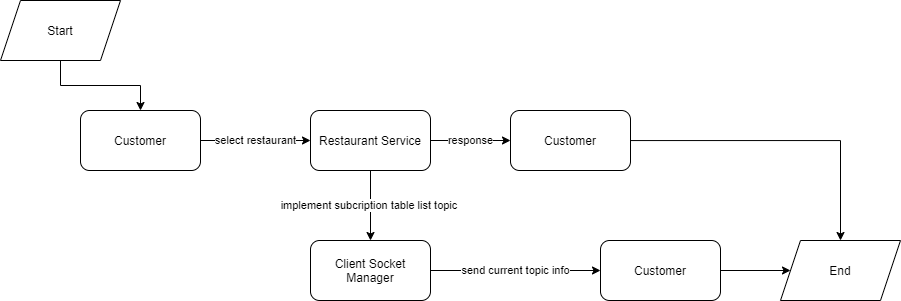 Start
Customer
select restaurant
Restaurant Service
response
Customer
implement subcription table list topic
Client Socket
Manager
send current topic info
Customer
End